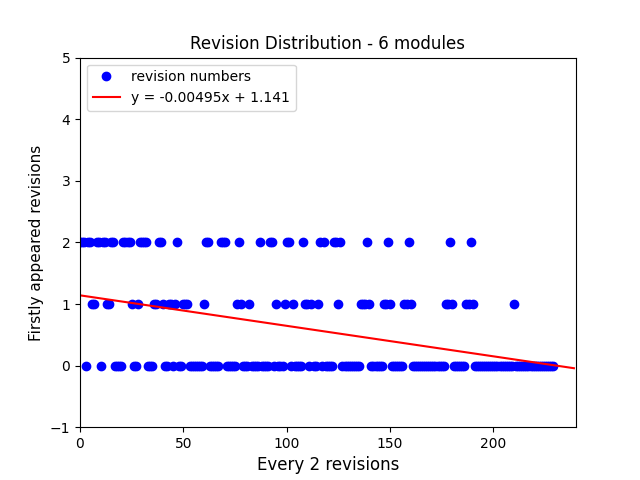 Revision Distribution - 6 modules
revision numbers
y = -0.00495x + 1.141
Firstly appeared revisions
5
4
3
2
1
0
−1
0 50 100 150 200
Every 2 revisions